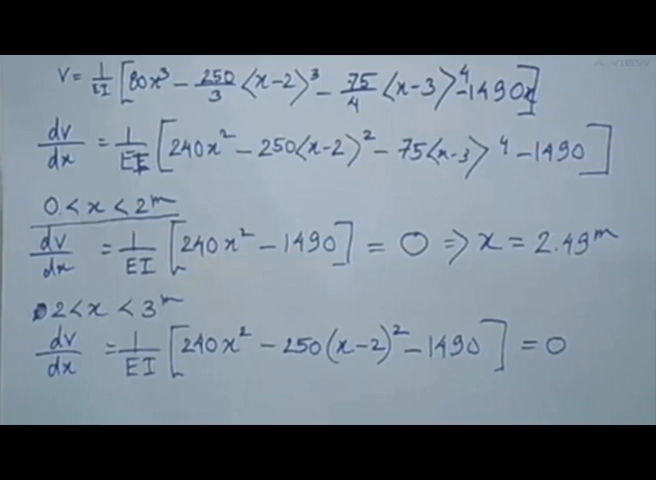 V = 1/EI [80x³ − 250/3 <x−2>³ − 75/4 <x−3>⁴ −1490x]
dv/dx = 1/EI [240x² − 250<x−2>² − 75<x−3>⁴ − 1490]
0 < x < 2ᵐ
dv/dx = 1/EI [240x² − 1490] = 0 ⇒ x = 2.49ᵐ
2 < x < 3ᵐ
dv/dx = 1/EI [240x² − 250(x−2)² − 1490] = 0